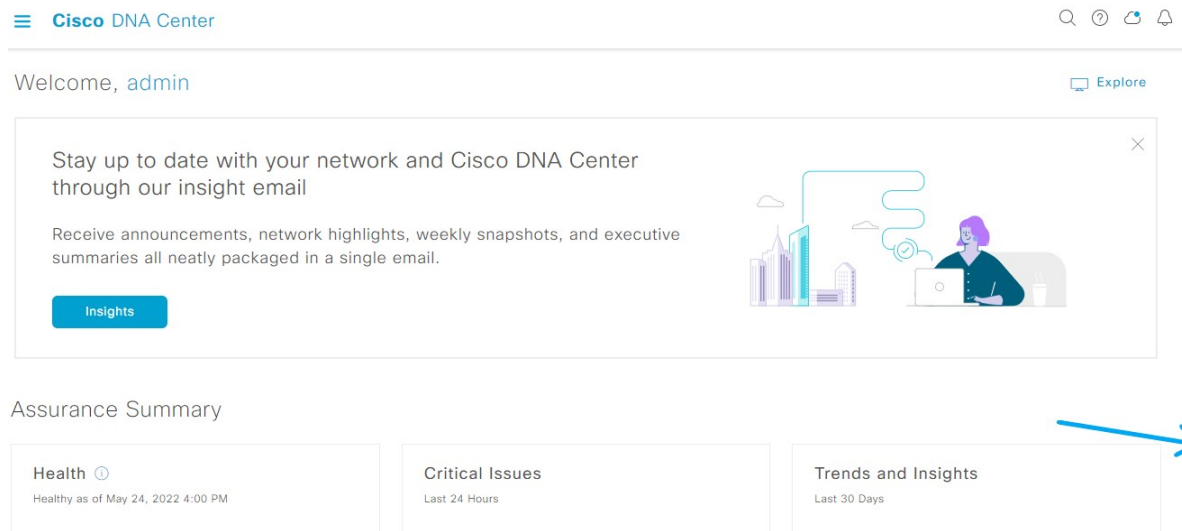 Cisco DNA Center
Welcome, admin
Explore
Stay up to date with your network and Cisco DNA Center
through our insight email
Receive announcements, network highlights, weekly snapshots, and executive
summaries all neatly packaged in a single email.
Insights
Assurance Summary
Health
Healthy as of May 24, 2022 4:00 PM
Critical Issues
Last 24 Hours
Trends and Insights
Last 30 Days